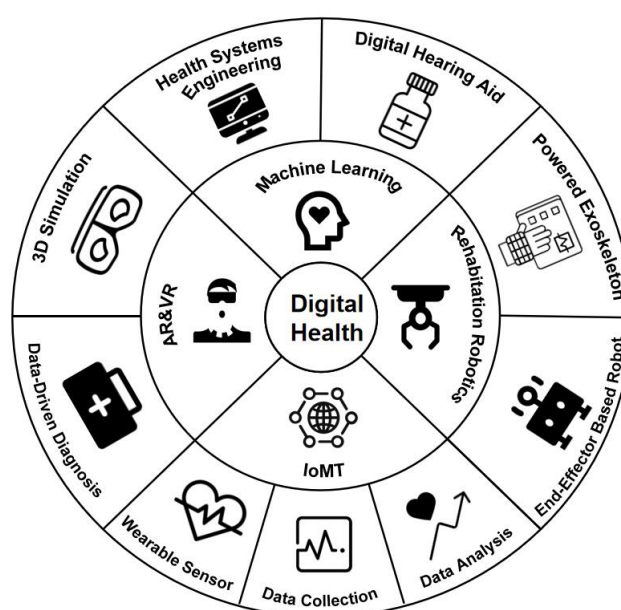 Health Systems
Engineering
Digital Hearing Aid
Powered Exoskeleton
End-Effector Based Robot
Data Analysis
Data Collection
Wearable Sensor
Data-Driven Diagnosis
3D Simulation
Machine Learning
Rehabitation Robotics
IoMT
AR&VR
Digital
Health